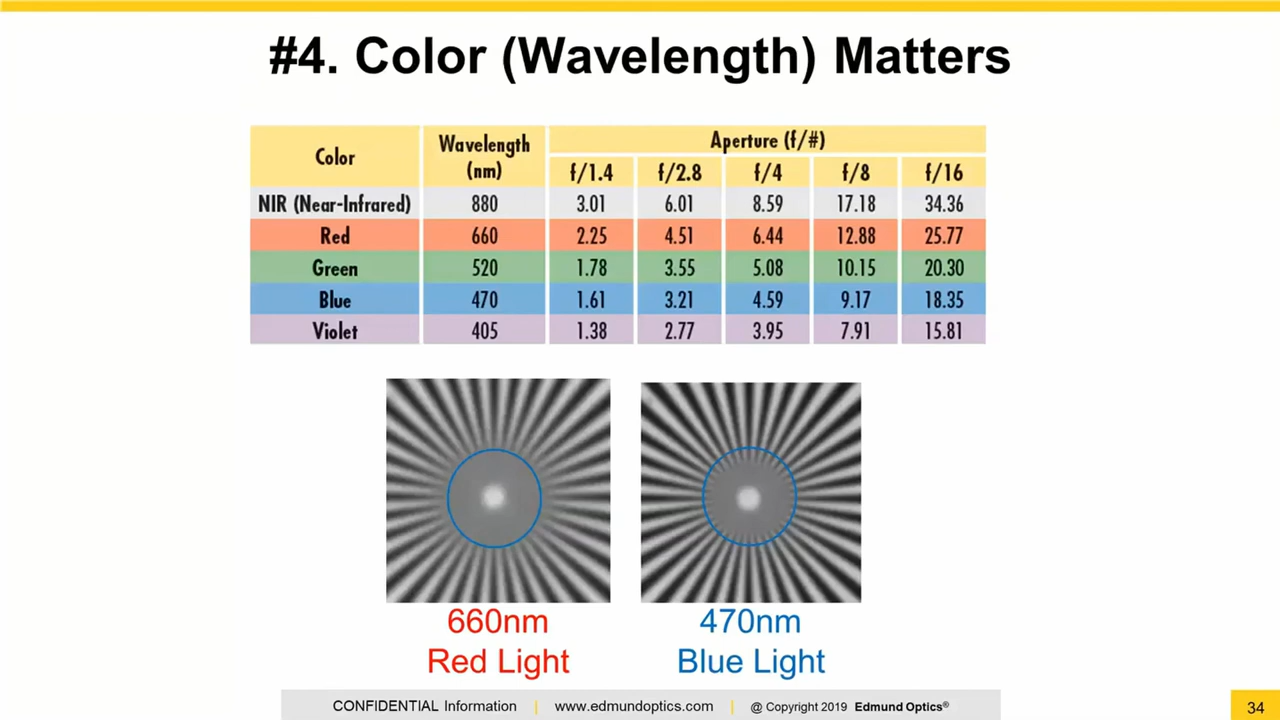 #4. Color (Wavelength) Matters
Color Wavelength (nm) Aperture (f/#)
f/1.4 f/2.8 f/4 f/8 f/16
NIR (Near-Infrared) 880 3.01 6.01 8.59 17.18 34.36
Red 660 2.25 4.51 6.44 12.88 25.77
Green 520 1.78 3.55 5.08 10.15 20.30
Blue 470 1.61 3.21 4.59 9.17 18.35
Violet 405 1.38 2.77 3.95 7.91 15.81
660nm
Red Light
470nm
Blue Light
CONFIDENTIAL Information | www.edmundoptics.com | @ Copyright 2019 Edmund Optics®
34